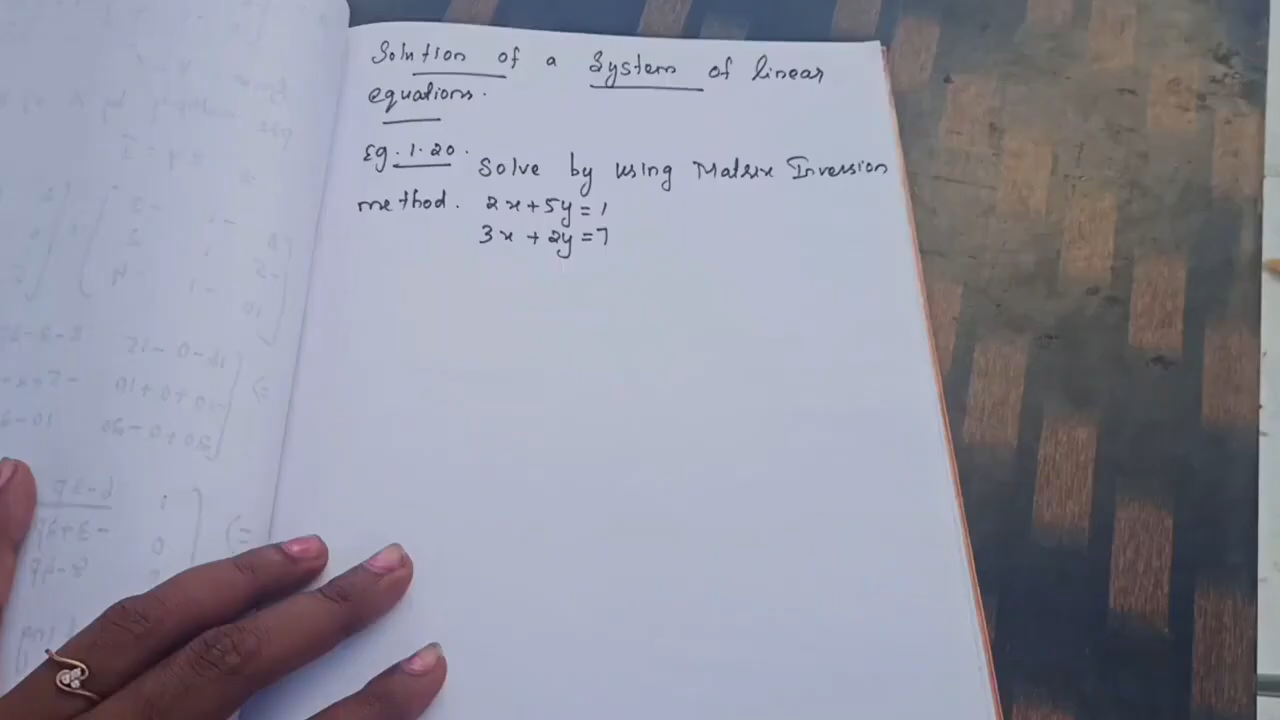 Solution of a System of linear
equations.
Eg. 1.20. Solve by using Matrix Inversion
method. 2x+5y=1
3x+2y=7